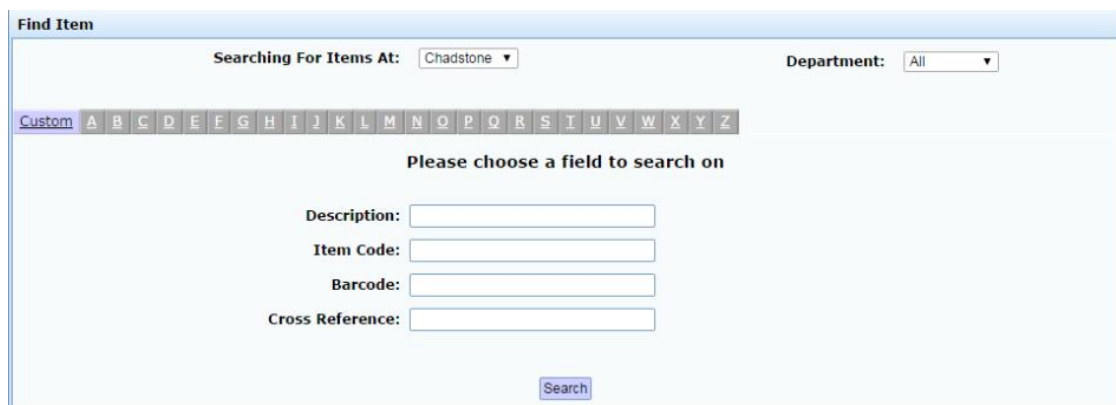 Find Item
Searching For Items At: Chadstone Department: All
Custom A B C D E F G H I J K L M N O P Q R S T U V W X Y Z
Please choose a field to search on
Description:
Item Code:
Barcode:
Cross Reference:
Search